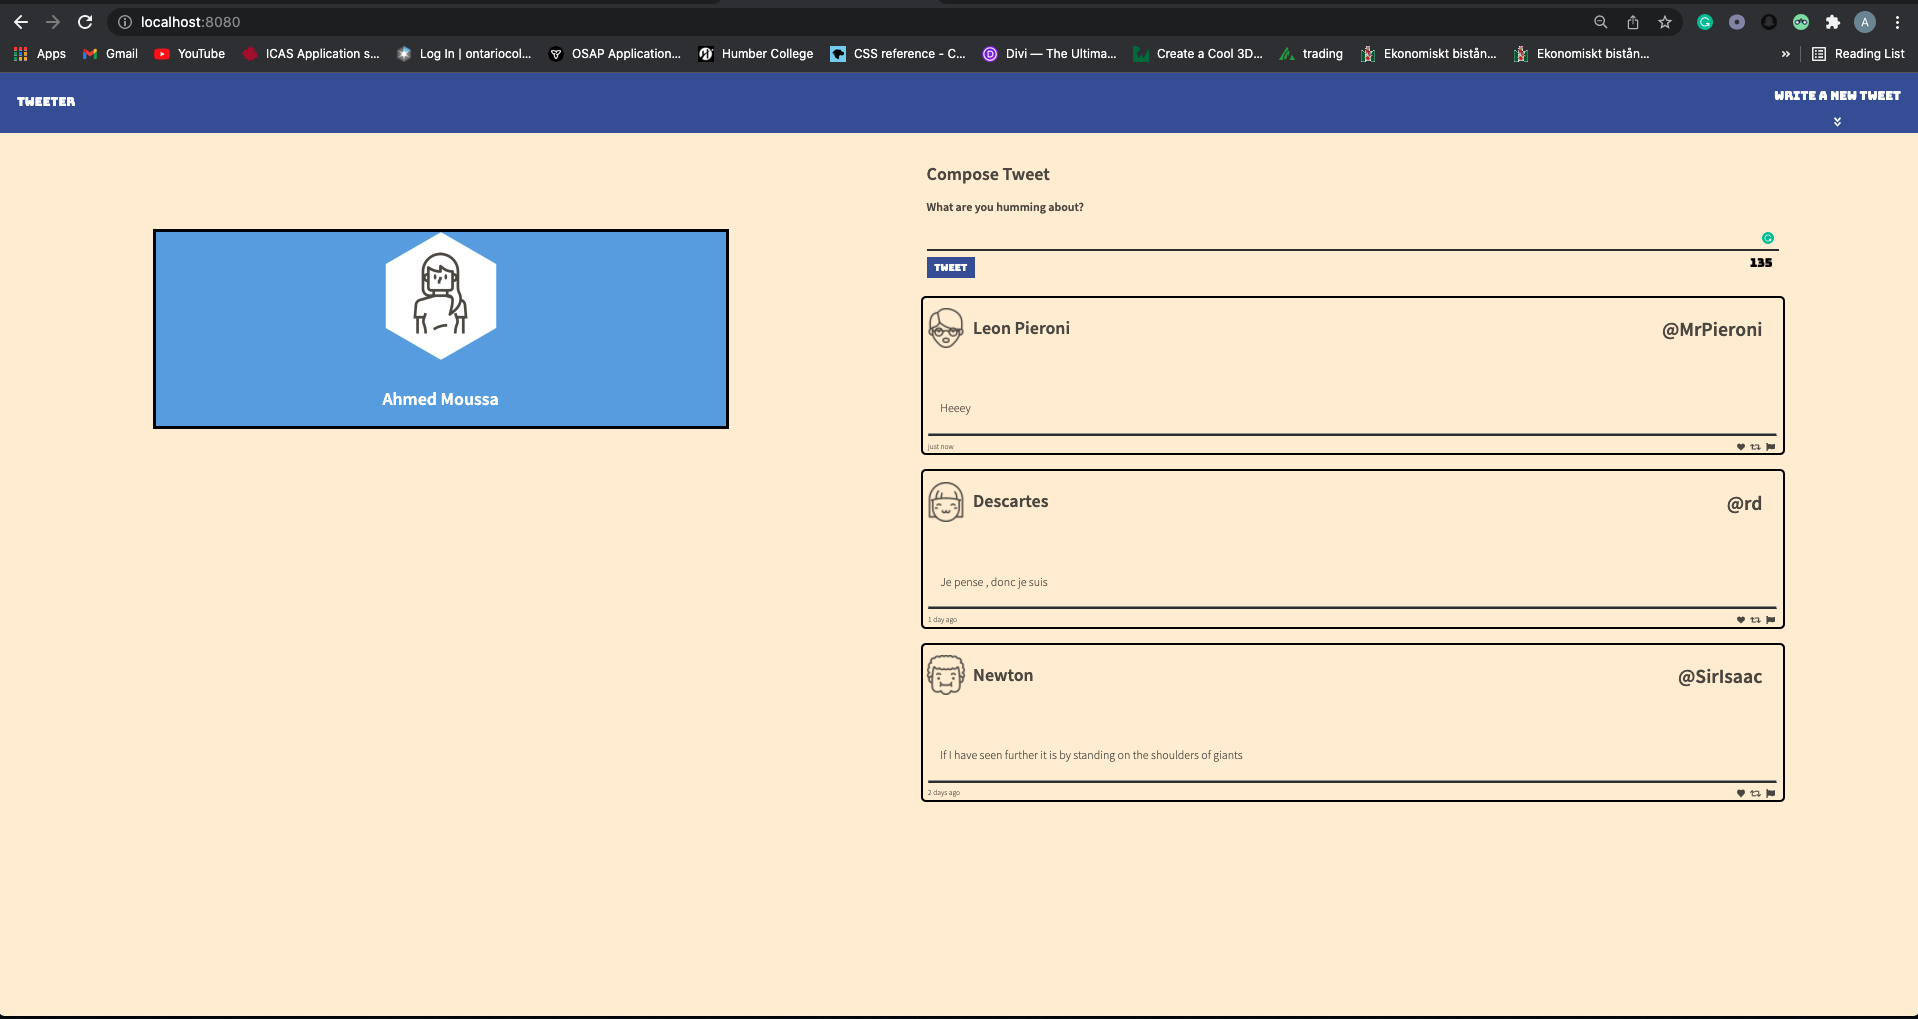 localhost:8080
A
Apps
Gmail
YouTube
ICAS Application s...
Log In | ontariocol...
OSAP Application...
Humber College
CSS reference - C...
Divi — The Ultima...
Create a Cool 3D...
trading
Ekonomiskt bistån...
Ekonomiskt bistån...
»
Reading List
TWEETER
WRITE A NEW TWEET
Ahmed Moussa
Compose Tweet
What are you humming about?
TWEET
135
Leon Pieroni
@MrPieroni
Heeey
just now
Descartes
@rd
Je pense , donc je suis
1 day ago
Newton
@SirIsaac
If I have seen further it is by standing on the shoulders of giants
2 days ago